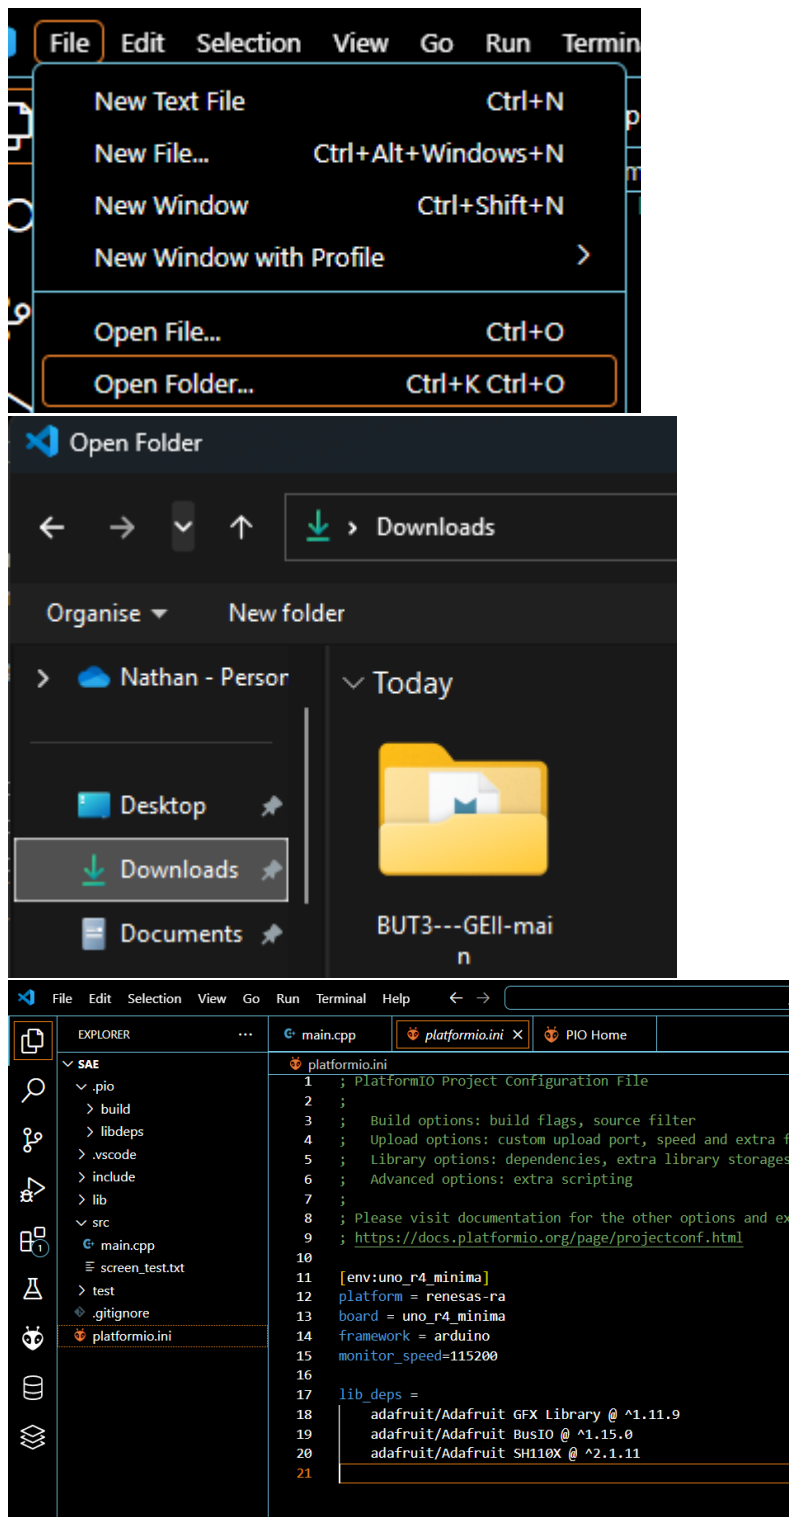 File Edit Selection View Go Run Termin
New Text File Ctrl+N
New File... Ctrl+Alt+Windows+N
New Window Ctrl+Shift+N
New Window with Profile
Open File... Ctrl+O
Open Folder... Ctrl+K Ctrl+O
Open Folder
Downloads
Organise New folder
Nathan - Person
Today
Desktop
Downloads
Documents
BUT3---GEII-mai
n
File Edit Selection View Go Run Terminal Help
EXPLORER ... main.cpp platformio.ini PIO Home
SAE
platformio.ini
.pio
build
libdeps
.vscode
include
lib
src
main.cpp
screen_test.txt
test
.gitignore
platformio.ini
1
1 ; PlatformIO Project Configuration File
2 ;
3 ; Build options: build flags, source filter
4 ; Upload options: custom upload port, speed and extra f
5 ; Library options: dependencies, extra library storages
6 ; Advanced options: extra scripting
7 ;
8 ; Please visit documentation for the other options and ex
9 ; https://docs.platformio.org/page/projectconf.html
10
11 [env:uno_r4_minima]
12 platform = renesas-ra
13 board = uno_r4_minima
14 framework = arduino
15 monitor_speed=115200
16
17 lib_deps =
18 adafruit/Adafruit GFX Library @ ^1.11.9
19 adafruit/Adafruit BusIO @ ^1.15.0
20 adafruit/Adafruit SH110X @ ^2.1.11
21